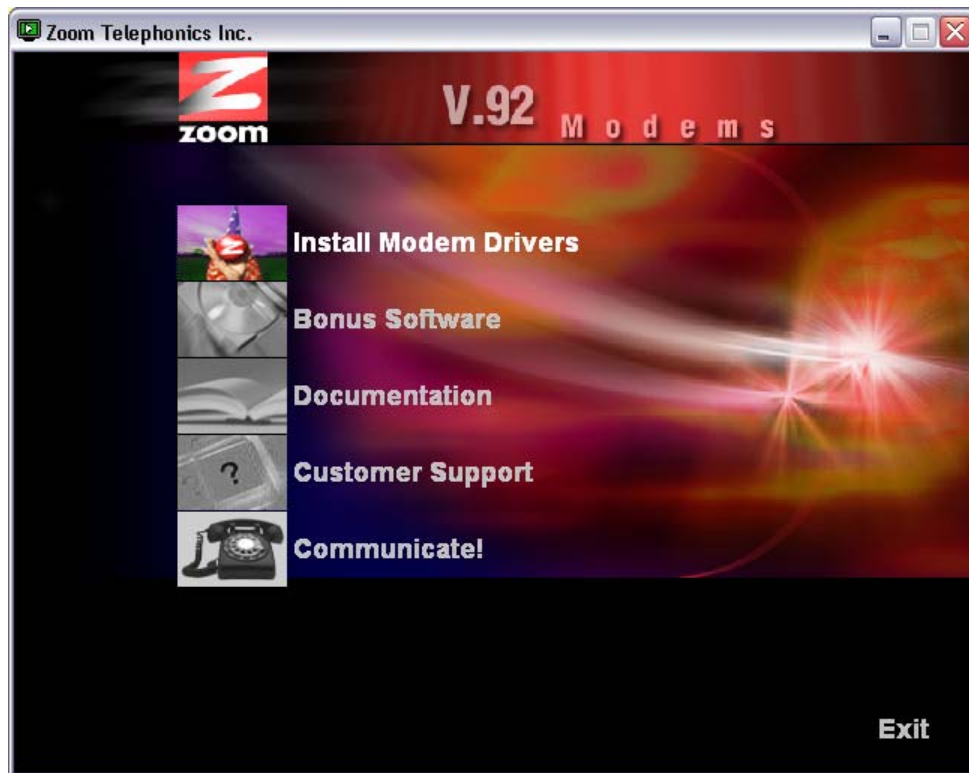 Zoom Telephonics Inc.
Z
zoom
V.92 Modems
Z
Install Modem Drivers
Bonus Software
Documentation
?
Customer Support
Communicate!
Exit